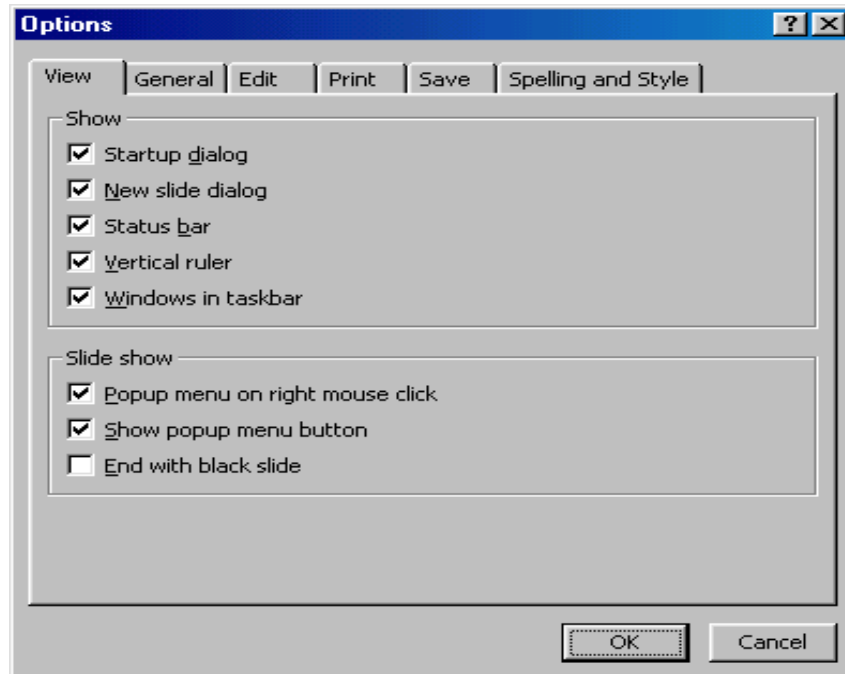 Options
View General Edit Print Save Spelling and Style
Show
Startup dialog
New slide dialog
Status bar
Vertical ruler
Windows in taskbar
Slide show
Popup menu on right mouse click
Show popup menu button
End with black slide
OK Cancel